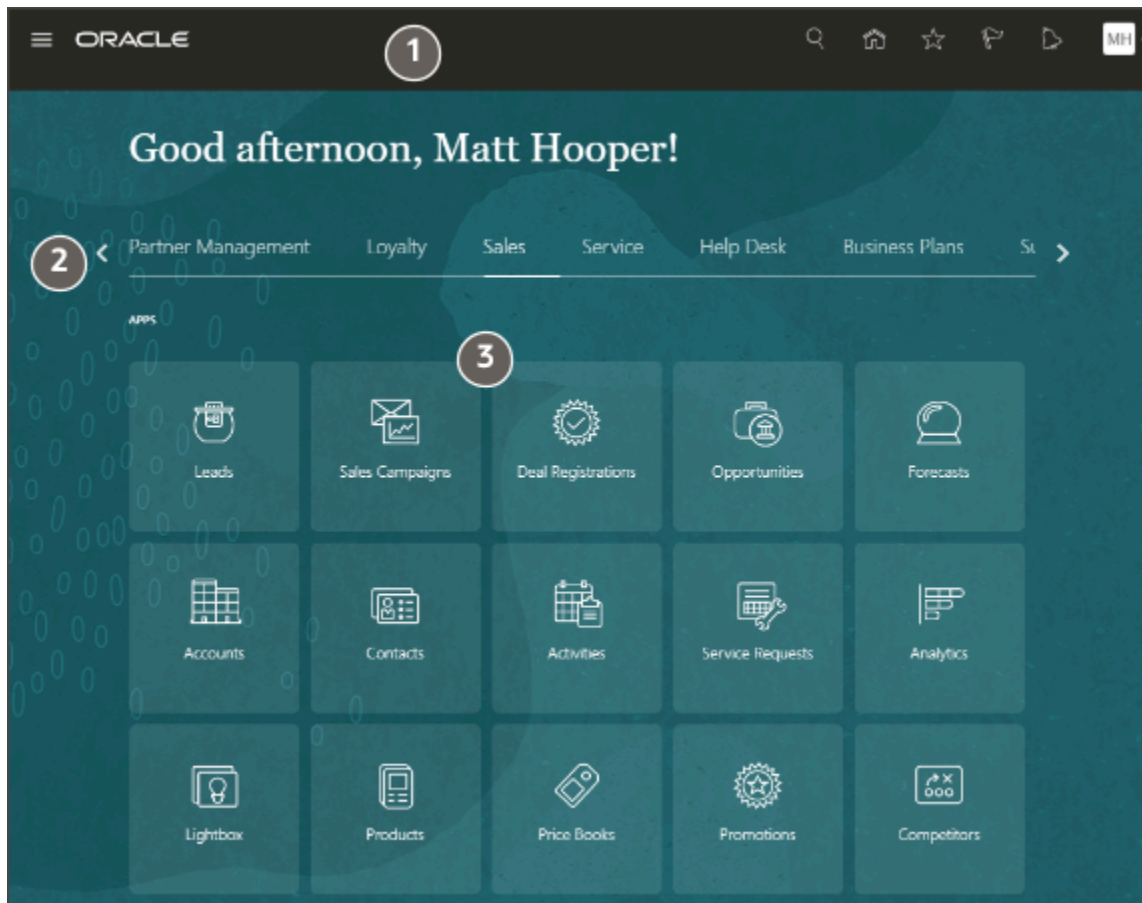 ORACLE
MH
1
Good afternoon, Matt Hooper!
2
Partner Management Loyalty Sales Service Help Desk Business Plans
APPS
3
Leads Sales Campaigns Deal Registrations Opportunities Forecasts
Accounts Contacts Activities Service Requests Analytics
Lightbox Products Price Books Promotions Competitors